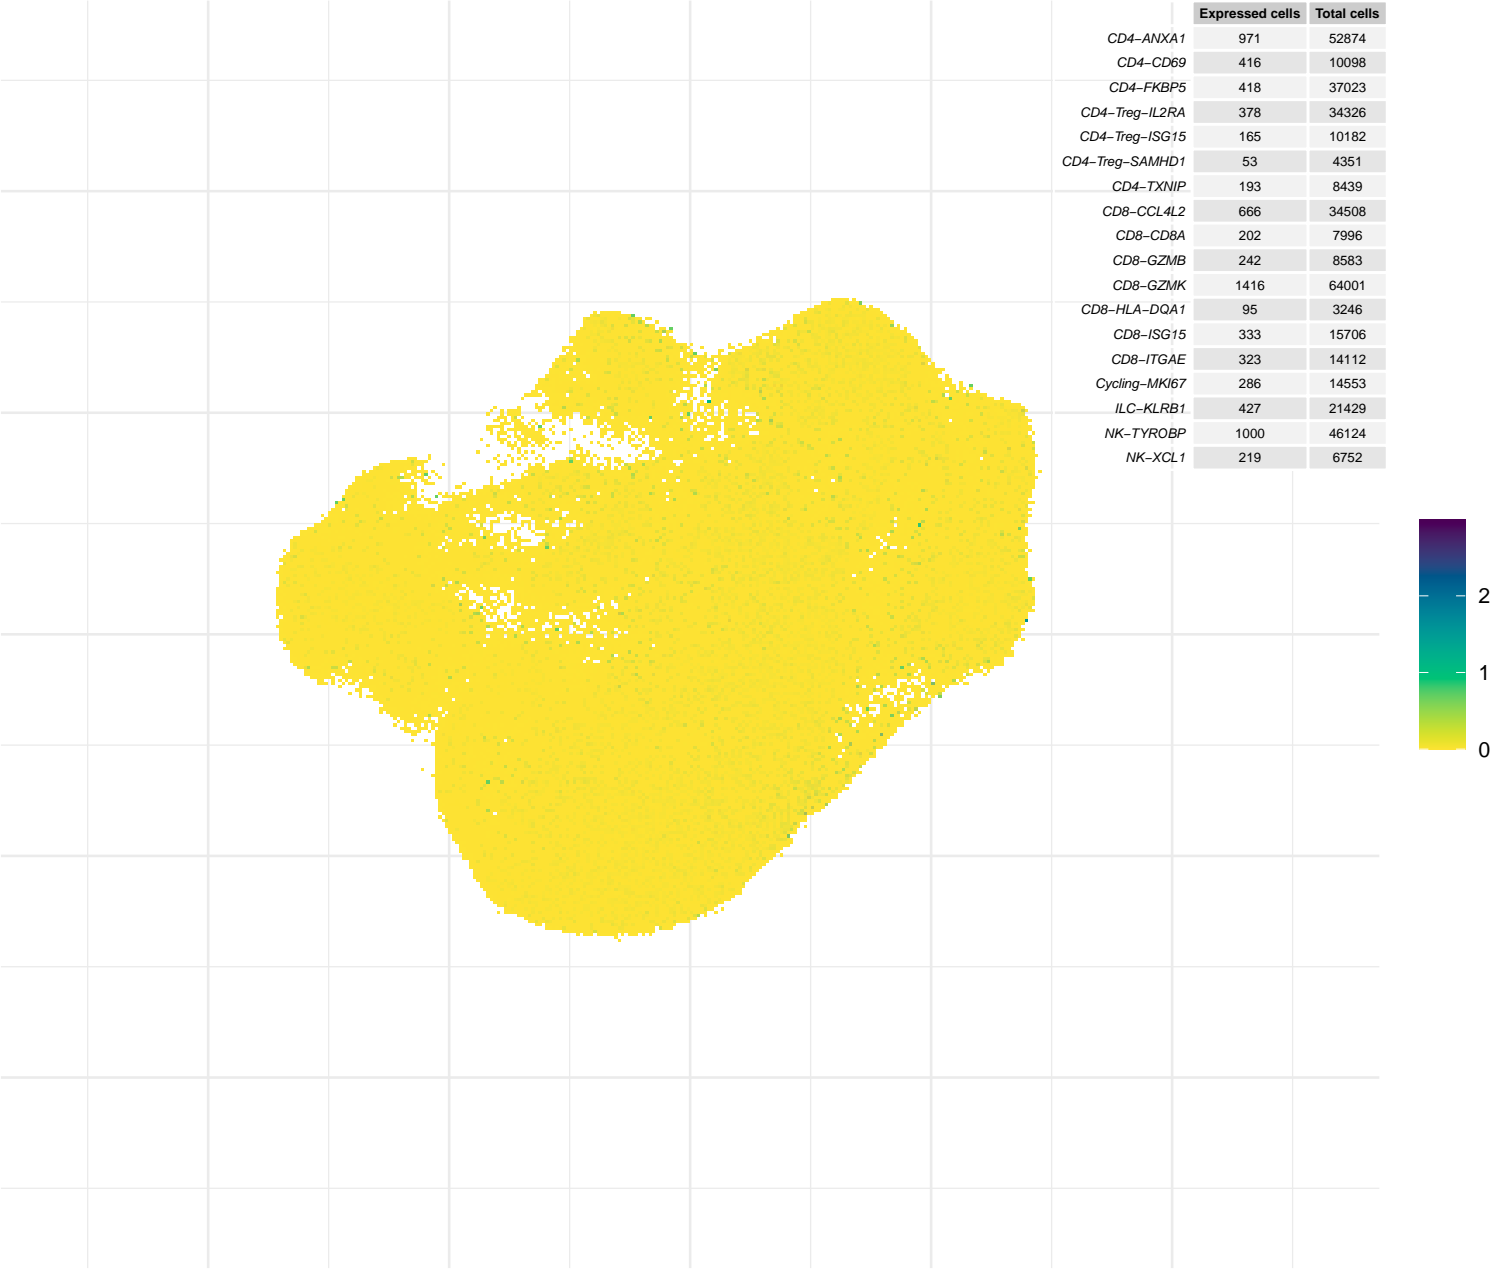 Expressed cells Total cells
CD4−ANXA1 971 52874
CD4−CD69 416 10098
CD4−FKBP5 418 37023
CD4−Treg−IL2RA 378 34326
CD4−Treg−ISG15 165 10182
CD4−Treg−SAMHD1 53 4351
CD4−TXNIP 193 8439
CD8−CCL4L2 666 34508
CD8−CD8A 202 7996
CD8−GZMB 242 8583
CD8−GZMK 1416 64001
CD8−HLA−DQA1 95 3246
CD8−ISG15 333 15706
CD8−ITGAE 323 14112
Cycling−MKI67 286 14553
ILC−KLRB1 427 21429
NK−TYROBP 1000 46124
NK−XCL1 219 6752
2
1
0